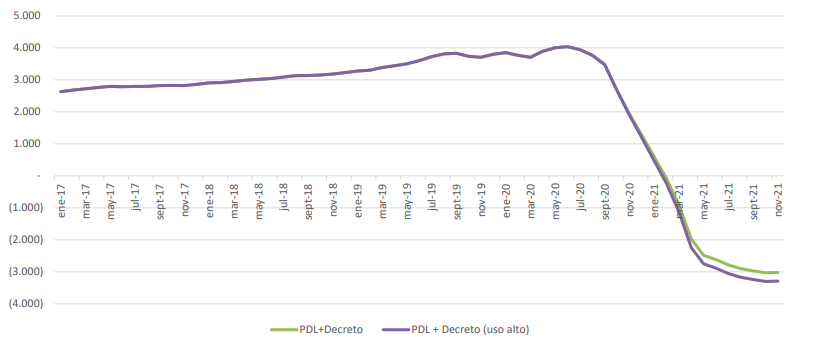 5.000
4.000
3.000
2.000
1.000
-
(1.000)
(2.000)
(3.000)
(4.000)
ene-17
mar-17
may-17
jul-17
sept-17
nov-17
ene-18
mar-18
may-18
jul-18
sept-18
nov-18
ene-19
mar-19
may-19
jul-19
sept-19
nov-19
ene-20
mar-20
may-20
jul-20
sept-20
nov-20
ene-21
mar-21
may-21
jul-21
sept-21
nov-21
PDL+Decreto
PDL + Decreto (uso alto)